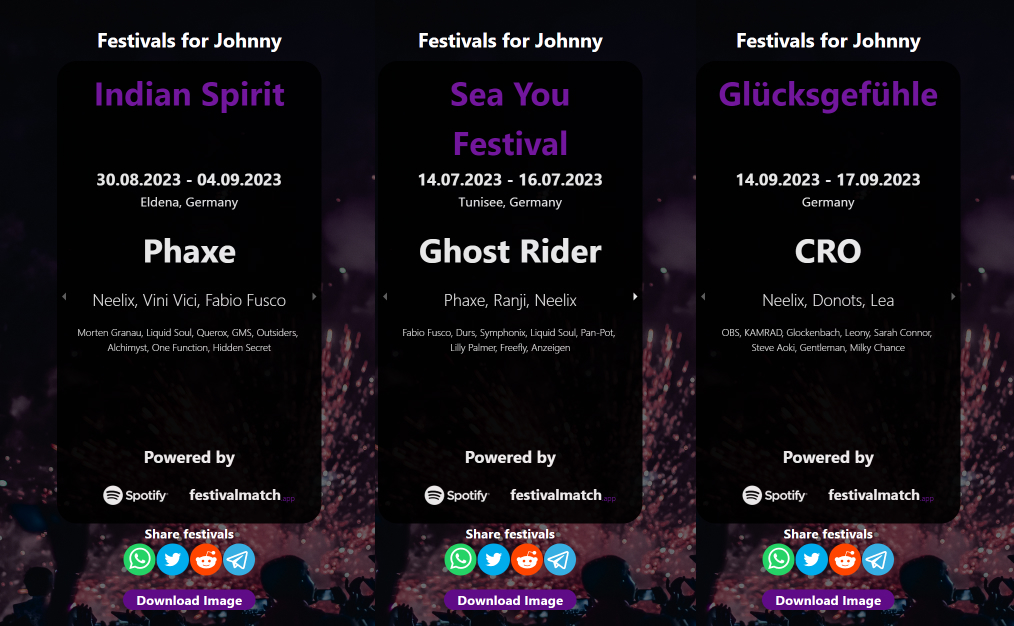 Festivals for Johnny
Indian Spirit
30.08.2023 - 04.09.2023
Eldena, Germany
Phaxe
Neelix, Vini Vici, Fabio Fusco
Morten Granau, Liquid Soul, Querox, GMS, Outsiders,
Alchimyst, One Function, Hidden Secret
Powered by
Spotify
festivalmatch.app
Share festivals
Download Image
Festivals for Johnny
Sea You
Festival
14.07.2023 - 16.07.2023
Tunisee, Germany
Ghost Rider
Phaxe, Ranji, Neelix
Fabio Fusco, Durs, Symphonix, Liquid Soul, Pan-Pot,
Lilly Palmer, Freefly, Anzeigen
Powered by
Spotify
festivalmatch.app
Share festivals
Download Image
Festivals for Johnny
Glücksgefühle
14.09.2023 - 17.09.2023
Germany
CRO
Neelix, Donots, Lea
OBS, KAMRAD, Glockenbach, Leony, Sarah Connor,
Steve Aoki, Gentleman, Milky Chance
Powered by
Spotify
festivalmatch.app
Share festivals
Download Image